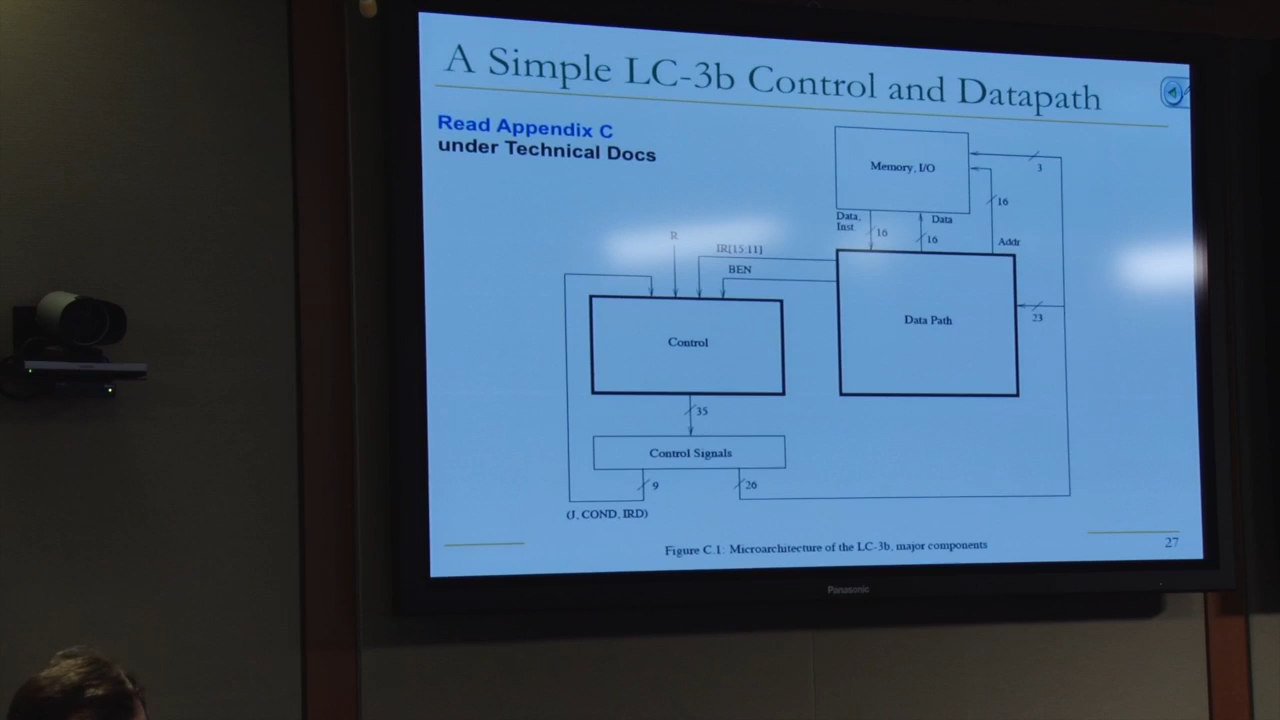 A Simple LC-3b Control and Datapath
Read Appendix C
under Technical Docs
Memory, I/O
3
16
Data,
Inst
16
Data
16
Addr
R
IR[15:11]
BEN
Control
Data Path
23
35
Control Signals
9
26
(J, COND, IRD)
Figure C.1: Microarchitecture of the LC-3b, major components
27
Panasonic